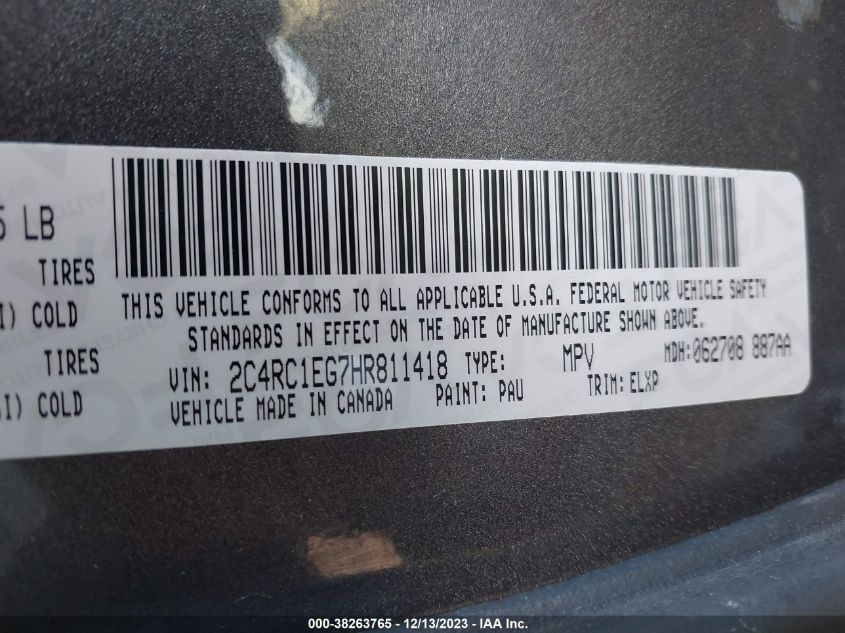 5 LB
TIRES
I) COLD
TIRES
SI) COLD
THIS VEHICLE CONFORMS TO ALL APPLICABLE U.S.A. FEDERAL MOTOR VEHICLE SAFETY
STANDARDS IN EFFECT ON THE DATE OF MANUFACTURE SHOWN ABOVE.
VIN: 2C4RC1EG7HR811418 TYPE: MPV MDH:062708 887AA
VEHICLE MADE IN CANADA PAINT: PAU TRIM: ELXP
000-38263765 - 12/13/2023 - IAA Inc.